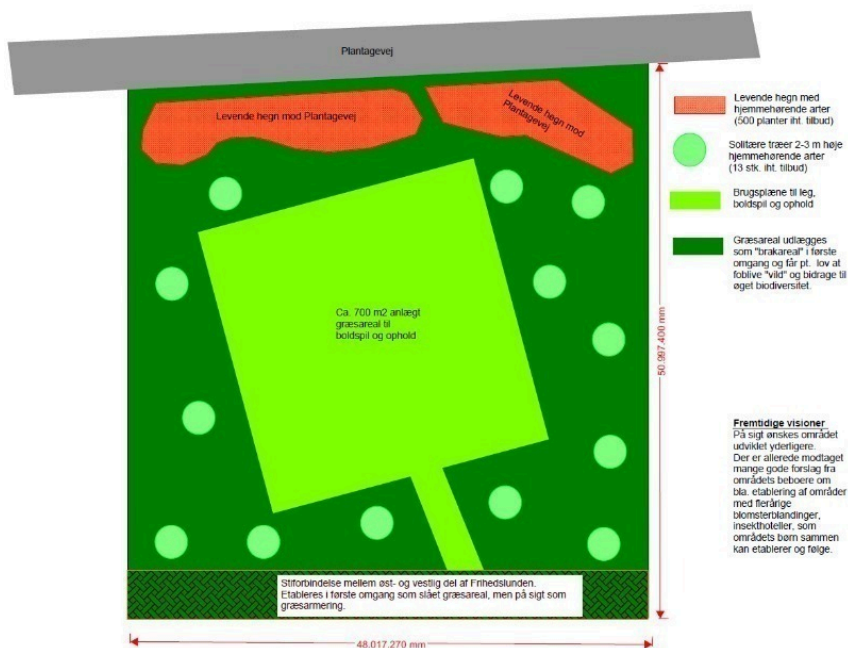 Plantagevej
Levende hegn mod Plantagevej
Levende hegn mod
Plantagevej
Levende hegn med
hjemmehørende arter
(500 planter iht. tilbud)
Solitære træer 2-3 m høje
hjemmehørende arter
(13 stk. iht. tilbud)
Brugsplæne til leg,
boldspil og ophold
Græsareal udlægges
som "brakareal" i første
omgang og får pt. lov at
foblive "vild" og bidrage til
øget biodiversitet.
Ca. 700 m2 anlægt
græsareal til
boldspil og ophold
50.997.400 mm
Fremtidige visioner
På sigt ønskes området
udviklet yderligere.
Der er allerede modtaget
mange gode forslag fra
områdets beboere om
bla. etablering af områder
med flerårige
blomsterblandinger,
insekthoteller, som
områdets børn sammen
kan etablerer og følge.
Stiforbindelse mellem øst- og vestlig del af Frihedslunden.
Etableres i første omgang som slået græsareal, men på sigt som
græsarmering.
48.017.270 mm